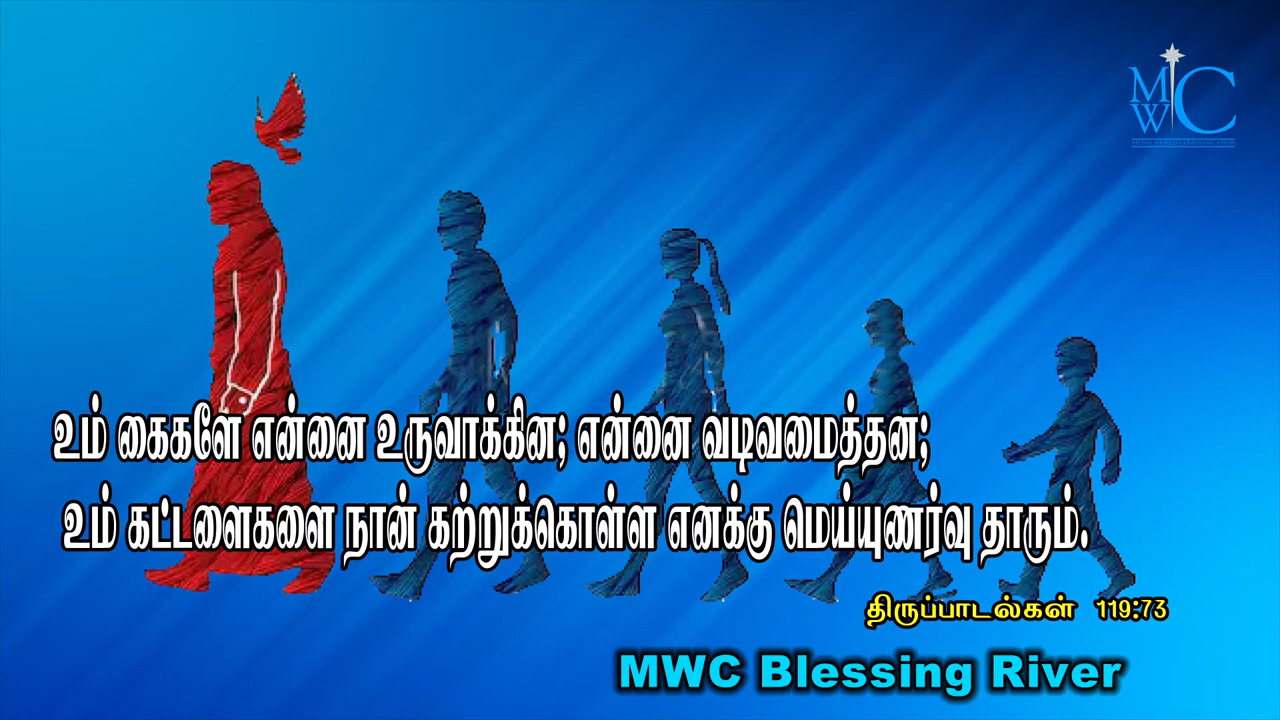 MWC
உம் கைகளே என்னை உருவாக்கின; என்னை வடிவமைத்தன;
உம் கட்டளைகளை நான் கற்றுக்கொள்ள எனக்கு மெய்யுணர்வு தாரும்.
திருப்பாடல்கள் 119:73
MWC Blessing River